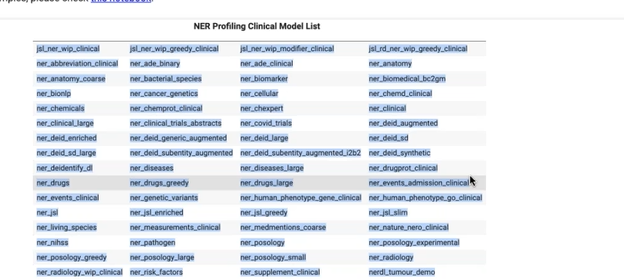 mples, please check this notebook.
NER Profiling Clinical Model List
jsl_ner_wip_clinical jsl_ner_wip_greedy_clinical jsl_ner_wip_modifier_clinical jsl_rd_ner_wip_greedy_clinical
ner_abbreviation_clinical ner_ade_binary ner_ade_clinical ner_anatomy
ner_anatomy_coarse ner_bacterial_species ner_biomarker ner_biomedical_bc2gm
ner_bionlp ner_cancer_genetics ner_cellular ner_chemd_clinical
ner_chemicals ner_chemprot_clinical ner_chexpert ner_clinical
ner_clinical_large ner_clinical_trials_abstracts ner_covid_trials ner_deid_augmented
ner_deid_enriched ner_deid_generic_augmented ner_deid_large ner_deid_sd
ner_deid_sd_large ner_deid_subentity_augmented ner_deid_subentity_augmented_i2b2 ner_deid_synthetic
ner_deidentify_dl ner_diseases ner_diseases_large ner_drugprot_clinical
ner_drugs ner_drugs_greedy ner_drugs_large ner_events_admission_clinical
ner_events_clinical ner_genetic_variants ner_human_phenotype_gene_clinical ner_human_phenotype_go_clinical
ner_jsl ner_jsl_enriched ner_jsl_greedy ner_jsl_slim
ner_living_species ner_measurements_clinical ner_medmentions_coarse ner_nature_nero_clinical
ner_nihss ner_pathogen ner_posology ner_posology_experimental
ner_posology_greedy ner_posology_large ner_posology_small ner_radiology
ner_radiology_wip_clinical ner_risk_factors ner_supplement_clinical nerdl_tumour_demo